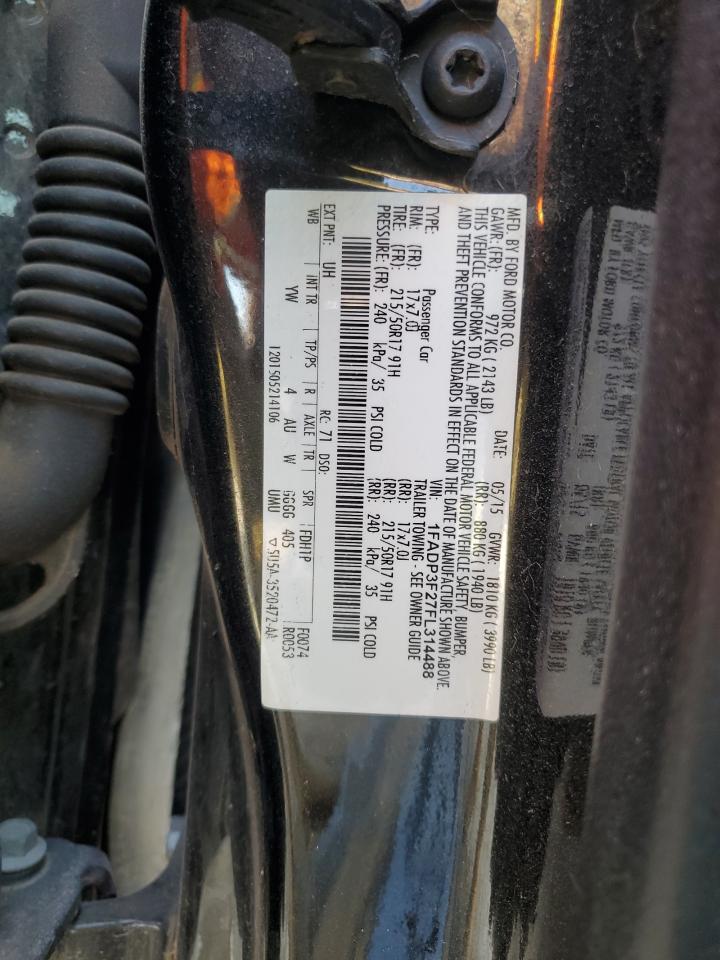 MFD. BY FORD MOTOR CO.
DATE: 05/15 GVWR: 1810 KG ( 3990 LB)
GAWR: (FR): 972 KG ( 2143 LB) (RR): 880 KG ( 1940 LB)
THIS VEHICLE CONFORMS TO ALL APPLICABLE FEDERAL MOTOR VEHICLE SAFETY, BUMPER,
AND THEFT PREVENTION STANDARDS IN EFFECT ON THE DATE OF MANUFACTURE SHOWN ABOVE.
VIN: 1FADP3F27FL314488
TYPE: Passenger Car TRAILER TOWING - SEE OWNER GUIDE
RIM: (FR): 17x7.0J (RR): 17x7.0J
TIRE: (FR): 215/50R17 91H (RR): 215/50R17 91H
PRESSURE: (FR): 240 kPa/ 35 PSI COLD (RR): 240 kPa/ 35 PSI COLD
EXT PNT: UH RC: 71 DSO:
WB INT TR TP/PS R AXLE TR SPR FDH1P F0074
YW 4 AU W GGGG 405 R0053
1201505214106 UMU ▽5U5A-3520472-AA